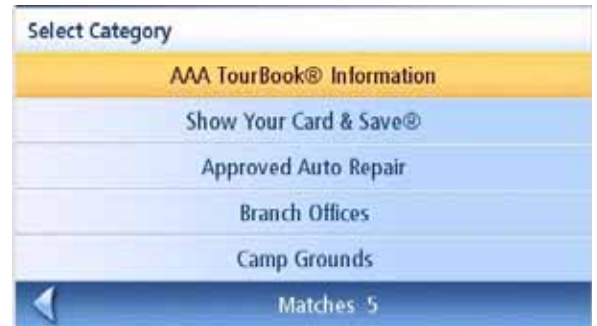 Select Category
AAA TourBook® Information
Show Your Card & Save®
Approved Auto Repair
Branch Offices
Camp Grounds
Matches 5